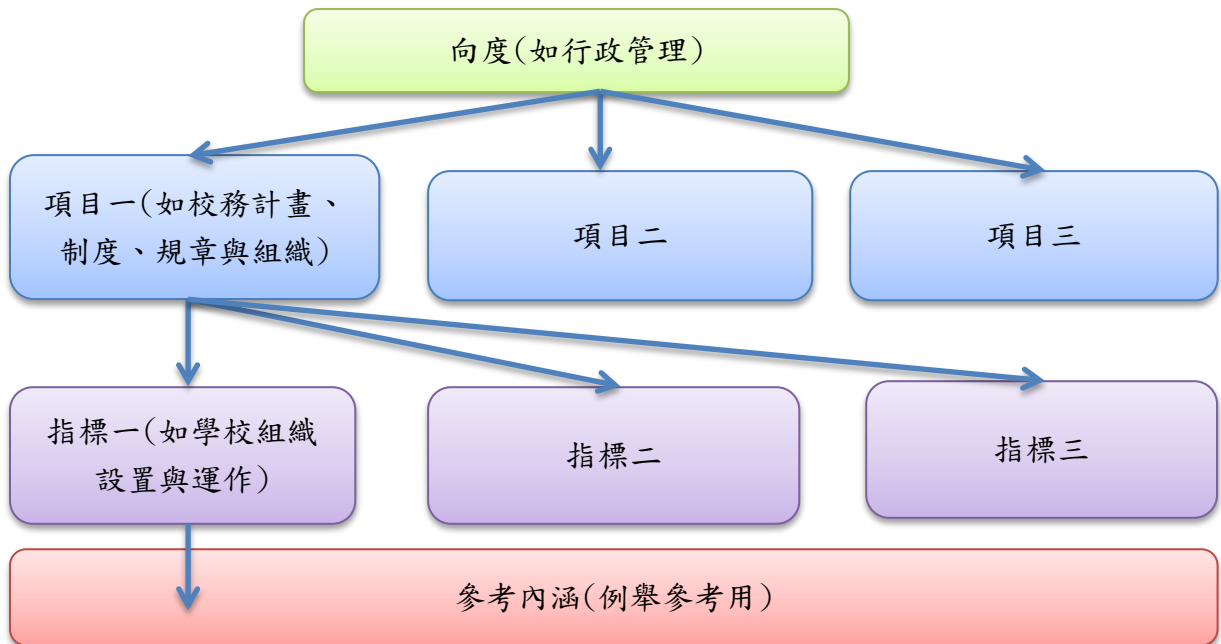 向度(如行政管理)
項目一(如校務計畫、
制度、規章與組織)
項目二
項目三
指標一(如學校組織
設置與運作)
指標二
指標三
參考內涵(例舉參考用)